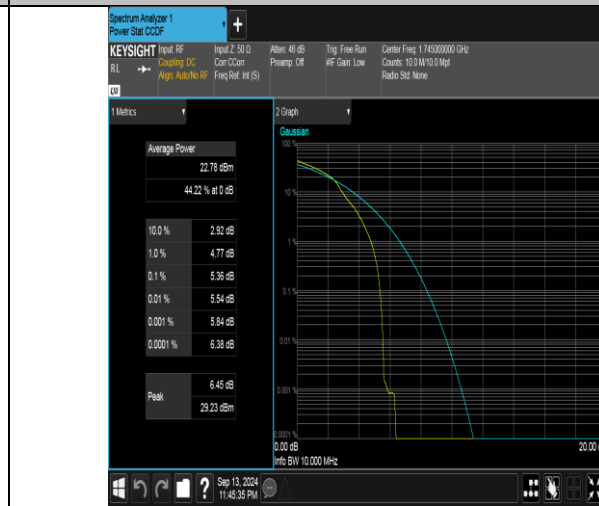 Spectrum Analyzer 1
Power Stat CCDF
+
KEYSIGHT
RL
Input: RF
Coupling: DC
Align: Auto/No RF
Input Z: 50 Ω
Corr CCorr
Freq Ref: Int (S)
Atten: 46 dB
Preamp: Off
Trig: Free Run
#IF Gain: Low
Center Freq: 1.745000000 GHz
Counts: 10.0 M/10.0 Mpt
Radio Std: None
1 Metrics
Average Power
22.78 dBm
44.22 % at 0 dB
10.0 % 2.92 dB
1.0 % 4.77 dB
0.1 % 5.36 dB
0.01 % 5.54 dB
0.001 % 5.84 dB
0.0001 % 6.38 dB
Peak
6.45 dB
29.23 dBm
2 Graph
Gaussian
100 %
10 %
1 %
0.1 %
0.01 %
0.001 %
0.0001 %
0.00 dB
20.00
Info BW 10.000 MHz
?
Sep 13, 2024
11:45:35 PM